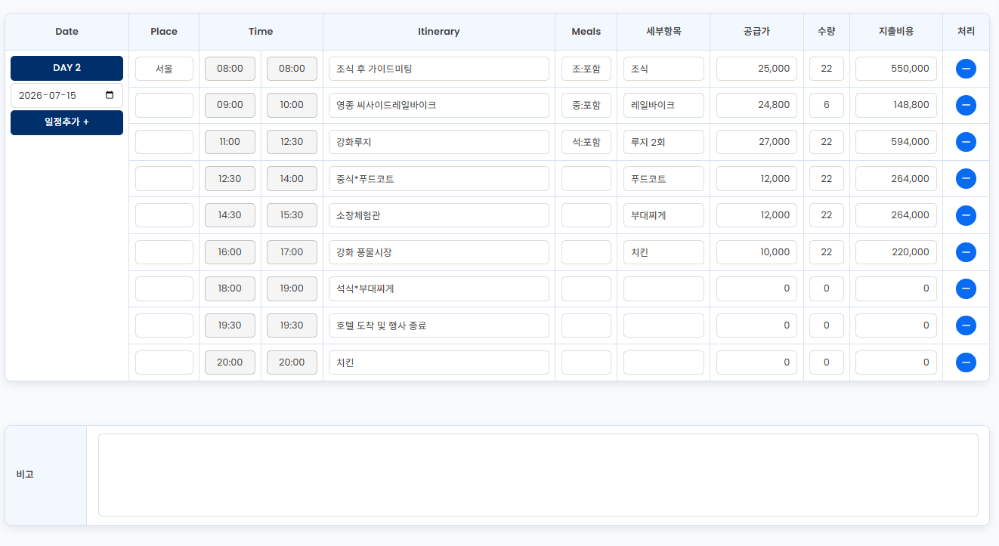 Date Place Time Itinerary Meals 세부항목 공급가 수량 지출비용 처리
DAY 2 서울 08:00 08:00 조식 후 가이드미팅 조:포함 조식 25,000 22 550,000
2026-07-15
09:00 10:00 영종 씨사이드레일바이크 중:포함 레일바이크 24,800 6 148,800
일정추가 +
11:00 12:30 강화루지 석:포함 루지 2회 27,000 22 594,000
12:30 14:00 중식*푸드코트 푸드코트 12,000 22 264,000
14:30 15:30 소창체험관 부대찌게 12,000 22 264,000
16:00 17:00 강화 풍물시장 치킨 10,000 22 220,000
18:00 19:00 석식*부대찌게 0 0 0
19:30 19:30 호텔 도착 및 행사 종료 0 0 0
20:00 20:00 치킨 0 0 0
비고